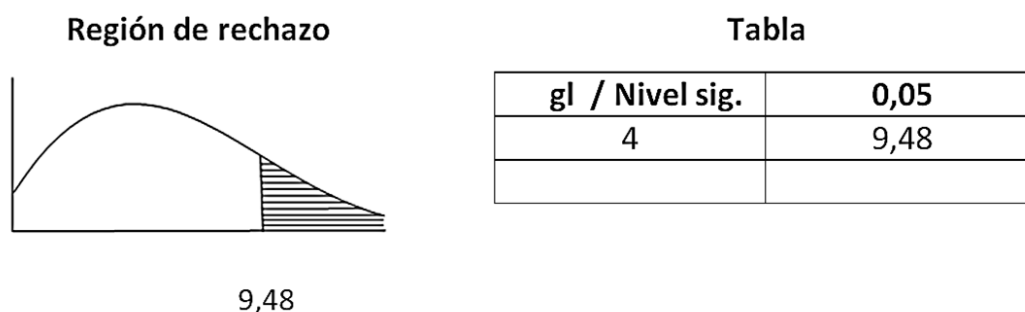 Región de rechazo
Tabla
gl / Nivel sig. 0,05
4 9,48
9,48